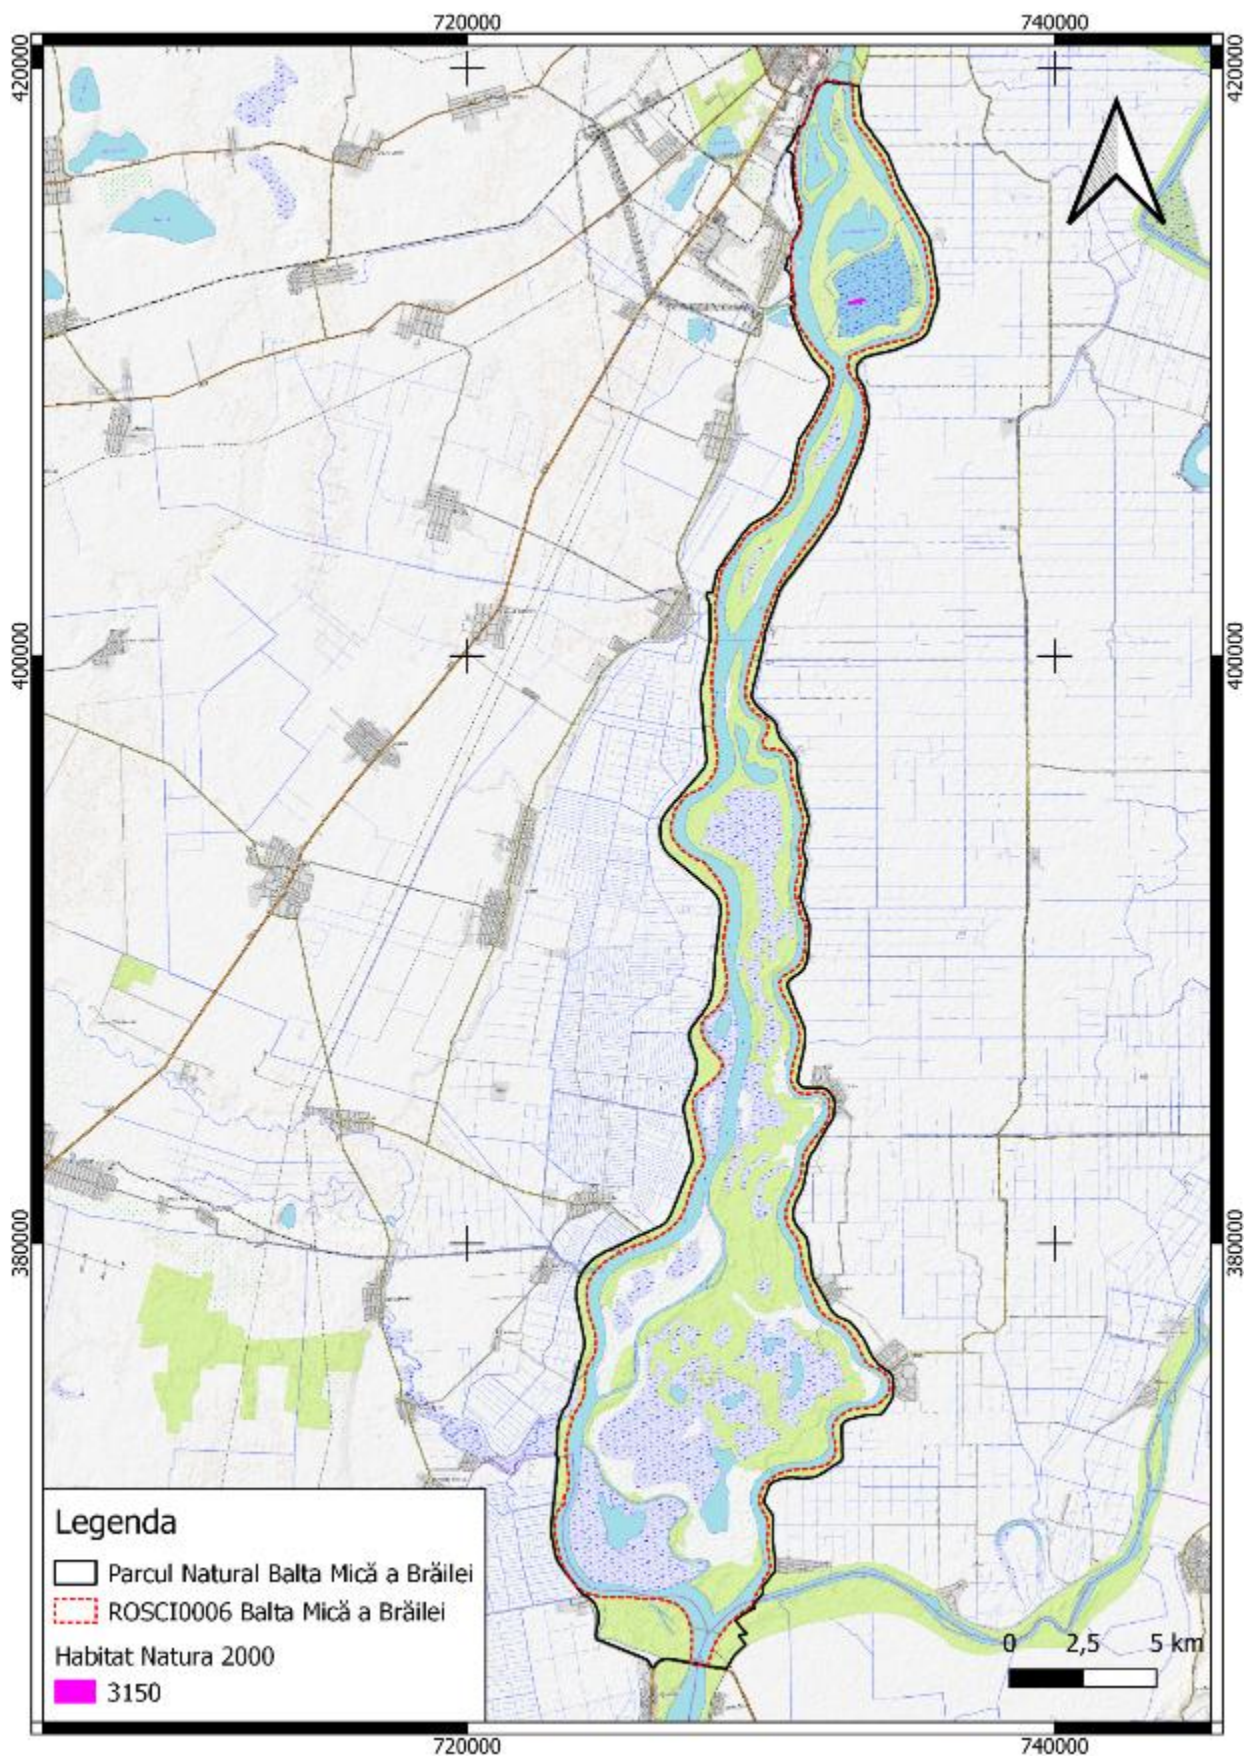 720000
740000
420000
420000
400000
400000
380000
380000
Legenda
Parcul Natural Balta Mică a Brăilei
ROSCI0006 Balta Mică a Brăilei
Habitat Natura 2000
3150
0 2,5 5 km
720000
740000